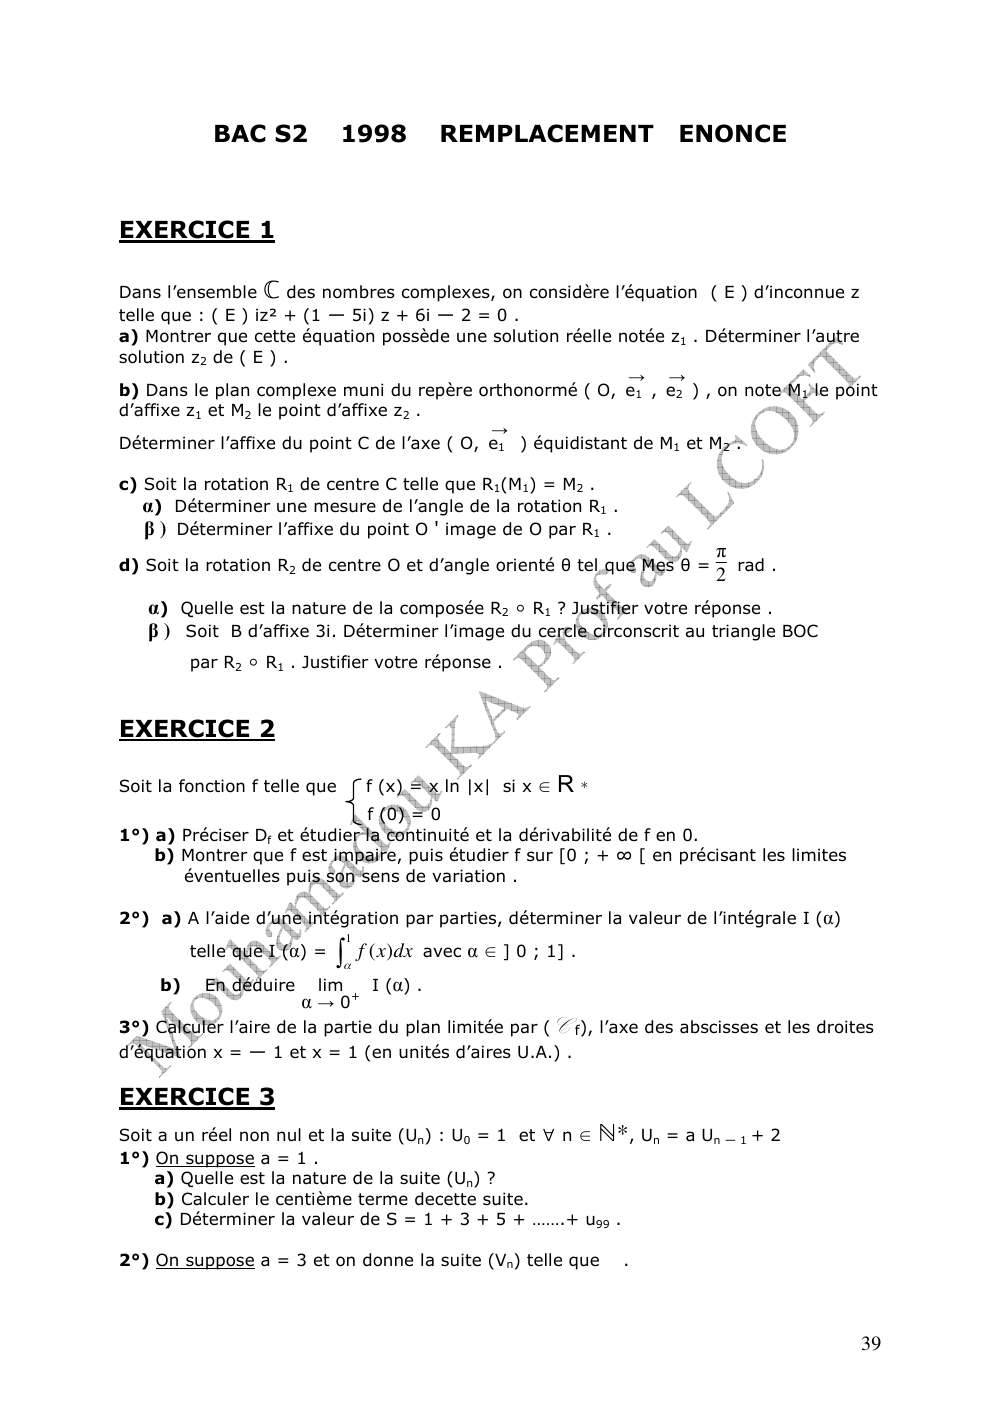 BAC S2 1998 REMPLACEMENT ENONCE
EXERCICE 1
Dans l’ensemble ℂ des nombres complexes, on considère l’équation ( E ) d’inconnue z
telle que : ( E ) iz² + (1 — 5i) z + 6i — 2 = 0 .
a) Montrer que cette équation possède une solution réelle notée z₁ . Déterminer l’autre
solution z₂ de ( E ) .
b) Dans le plan complexe muni du repère orthonormé ( O, e₁→ , e₂→ ) , on note M₁ le point
d’affixe z₁ et M₂ le point d’affixe z₂ .
Déterminer l’affixe du point C de l’axe ( O, e₁→ ) équidistant de M₁ et M₂ .
c) Soit la rotation R₁ de centre C telle que R₁(M₁) = M₂ .
α) Déterminer une mesure de l’angle de la rotation R₁ .
β ) Déterminer l’affixe du point O ' image de O par R₁ .
d) Soit la rotation R₂ de centre O et d’angle orienté θ tel que Mes θ = π/2 rad .
α) Quelle est la nature de la composée R₂ ∘ R₁ ? Justifier votre réponse .
β ) Soit B d’affixe 3i. Déterminer l’image du cercle circonscrit au triangle BOC
par R₂ ∘ R₁ . Justifier votre réponse .
EXERCICE 2
Soit la fonction f telle que { f (x) = x ln |x| si x ∈ R *
f (0) = 0
1°) a) Préciser D_f et étudier la continuité et la dérivabilité de f en 0.
b) Montrer que f est impaire, puis étudier f sur [0 ; + ∞ [ en précisant les limites
éventuelles puis son sens de variation .
2°) a) A l’aide d’une intégration par parties, déterminer la valeur de l’intégrale I (α)
telle que I (α) = ∫_α^1 f (x)dx avec α ∈ ] 0 ; 1] .
b) En déduire lim I (α) .
α → 0⁺
3°) Calculer l’aire de la partie du plan limitée par ( 𝒞_f), l’axe des abscisses et les droites
d’équation x = — 1 et x = 1 (en unités d’aires U.A.) .
EXERCICE 3
Soit a un réel non nul et la suite (Uₙ) : U₀ = 1 et ∀ n ∈ ℕ*, Uₙ = a Uₙ ₋ ₁ + 2
1°) On suppose a = 1 .
a) Quelle est la nature de la suite (Uₙ) ?
b) Calculer le centième terme decette suite.
c) Déterminer la valeur de S = 1 + 3 + 5 + …….+ u₉₉ .
2°) On suppose a = 3 et on donne la suite (Vₙ) telle que .
39
Mouhamadou KA Prof au LCOFT